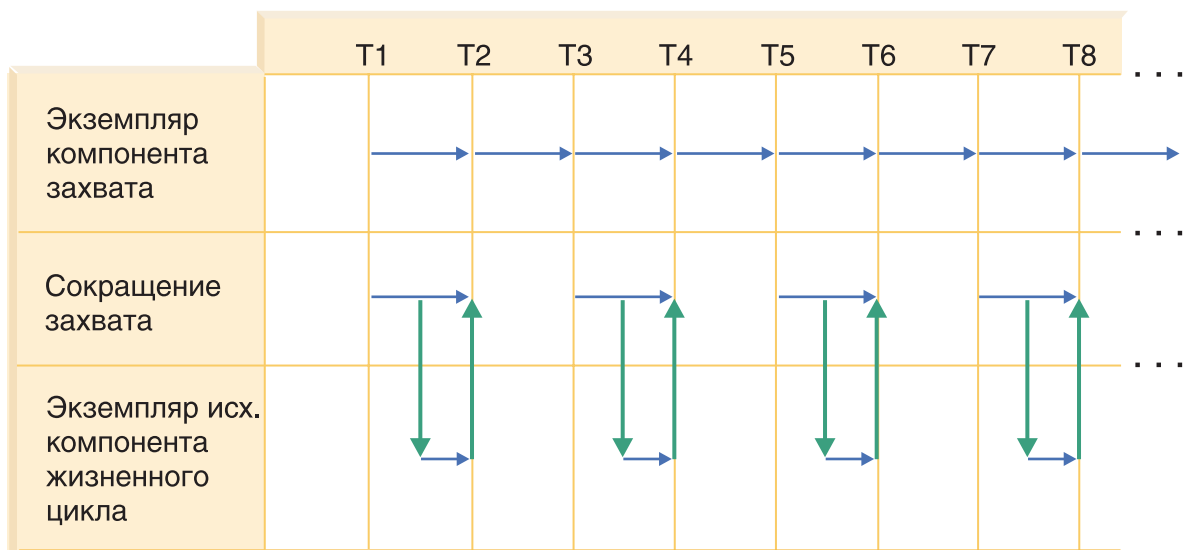 T1 T2 T3 T4 T5 T6 T7 T8 . . .
Экземпляр
компонента
захвата
. . .
Сокращение
захвата
. . .
Экземпляр исх.
компонента
жизненного
цикла